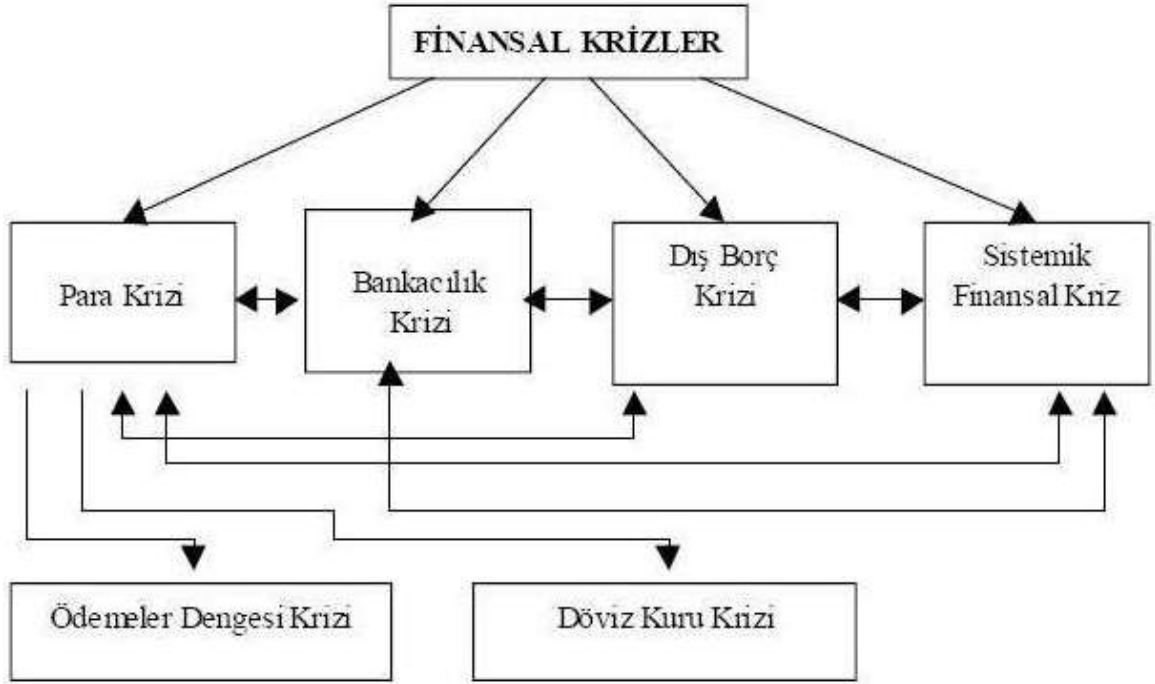 FİNANSAL KRİZLER
Para Krizi
Bankacılık
Krizi
Dış Borç
Krizi
Sistemik
Finansal Kriz
Ödemeler Dengesi Krizi
Döviz Kuru Krizi